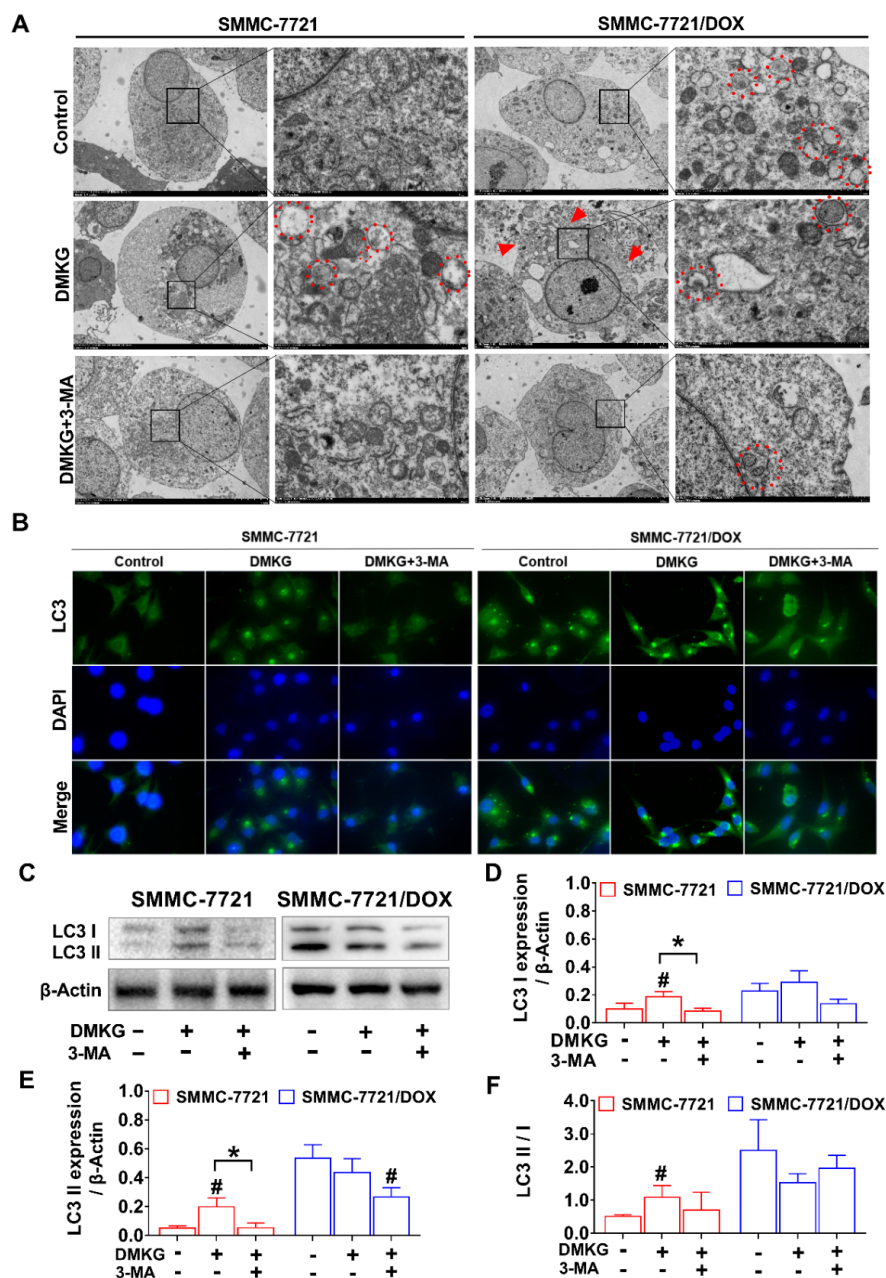 A
SMMC-7721 SMMC-7721/DOX
Control
DMKG
DMKG+3-MA
B
SMMC-7721 SMMC-7721/DOX
Control DMKG DMKG+3-MA Control DMKG DMKG+3-MA
LC3
DAPI
Merge
C
SMMC-7721 SMMC-7721/DOX
LC3 I
LC3 II
β-Actin
DMKG - + + - + +
3-MA - - + - - +
D
SMMC-7721 SMMC-7721/DOX
LC3 I expression
/ β-Actin
1.0
0.8
0.6
0.4
0.2
0.0
# *
DMKG - + + - + +
3-MA - - + - - +
E
SMMC-7721 SMMC-7721/DOX
LC3 II expression
/ β-Actin
1.0
0.8
0.6
0.4
0.2
0.0
# * #
DMKG - + + - + +
3-MA - - + - - +
F
SMMC-7721 SMMC-7721/DOX
LC3 II / I
4.0
3.0
2.0
1.0
0
#
DMKG - + + - + +
3-MA - - + - - +